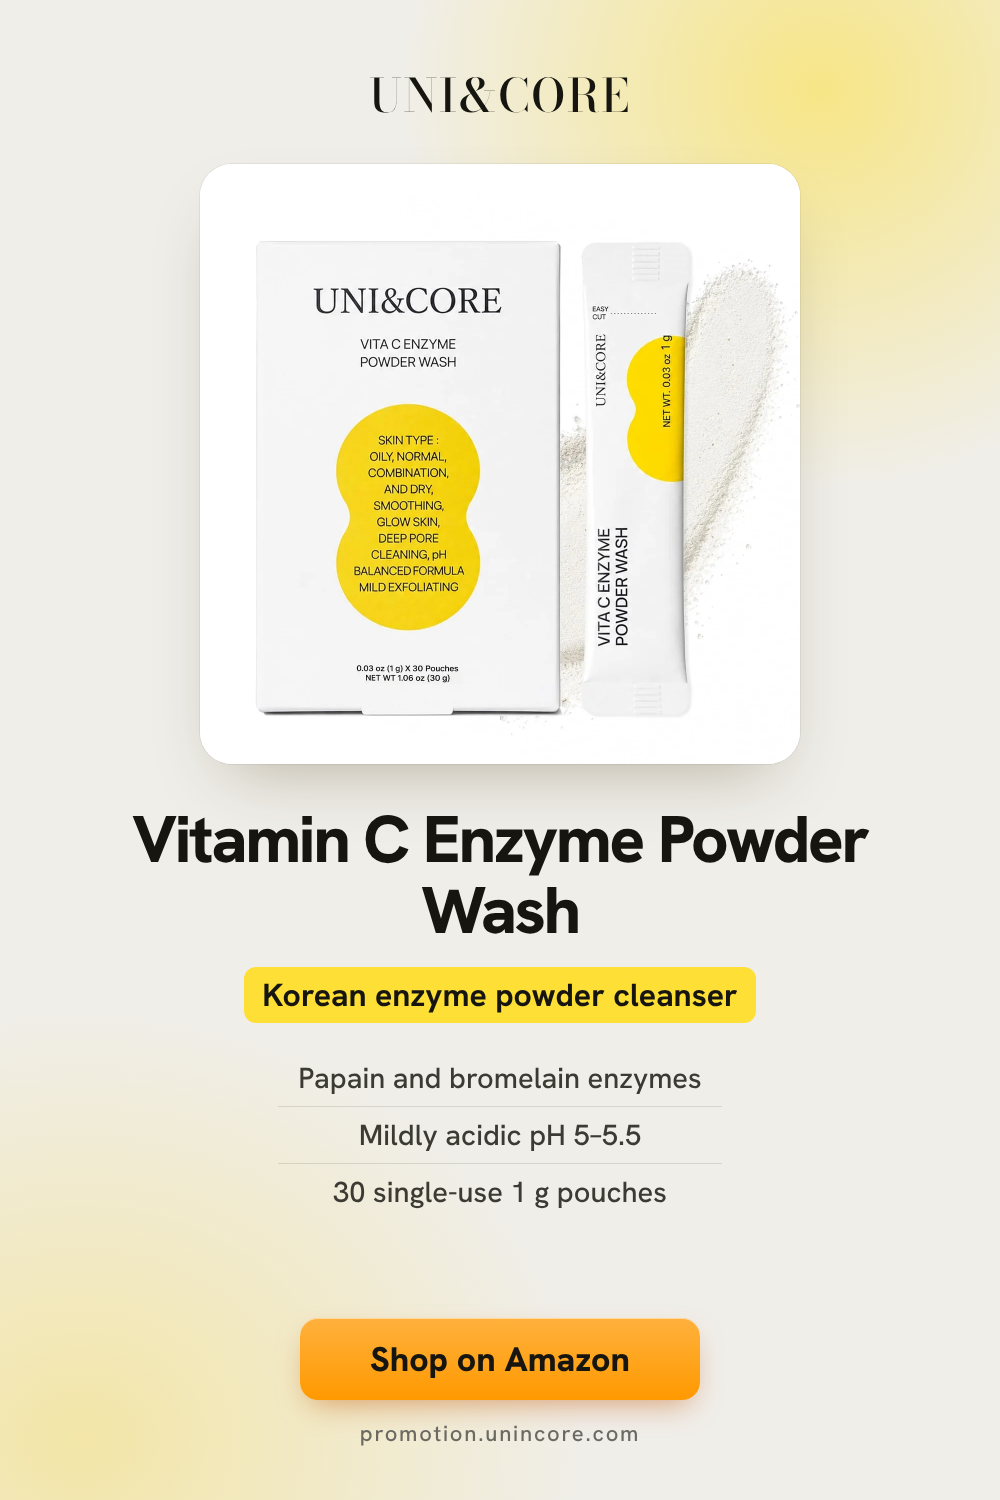 UNI&CORE
UNI&CORE
VITA C ENZYME
POWDER WASH
SKIN TYPE :
OILY, NORMAL,
COMBINATION,
AND DRY,
SMOOTHING,
GLOW SKIN,
DEEP PORE
CLEANING, pH
BALANCED FORMULA
MILD EXFOLIATING
0.03 oz (1 g) X 30 Pouches
NET WT 1.06 oz (30 g)
EASY
CUT
UNI&CORE
NET WT. 0.03 oz 1 g
VITA C ENZYME
POWDER WASH
Vitamin C Enzyme Powder
Wash
Korean enzyme powder cleanser
Papain and bromelain enzymes
Mildly acidic pH 5–5.5
30 single-use 1 g pouches
Shop on Amazon
promotion.unincore.com